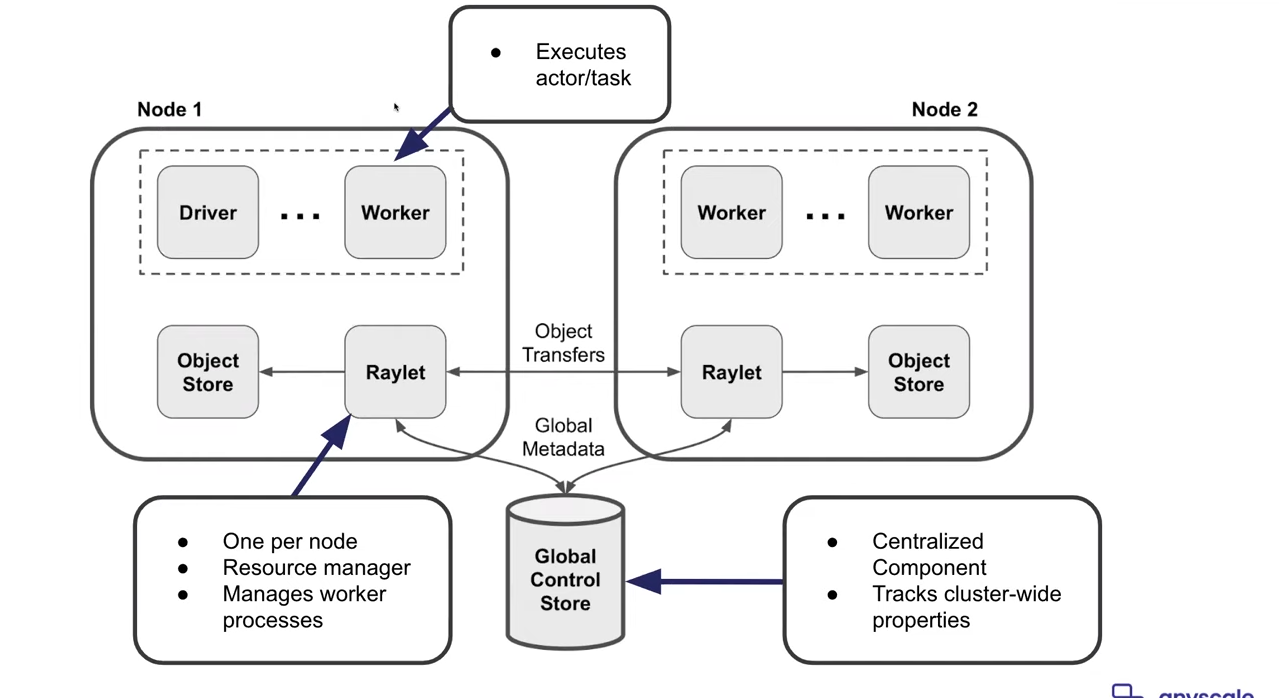 ● Executes
actor/task
Node 1
Node 2
Driver
...
Worker
Worker
...
Worker
Object
Store
Raylet
Object
Transfers
Raylet
Object
Store
Global
Metadata
● One per node
● Resource manager
● Manages worker
processes
Global
Control
Store
● Centralized
Component
● Tracks cluster-wide
properties
anyscale